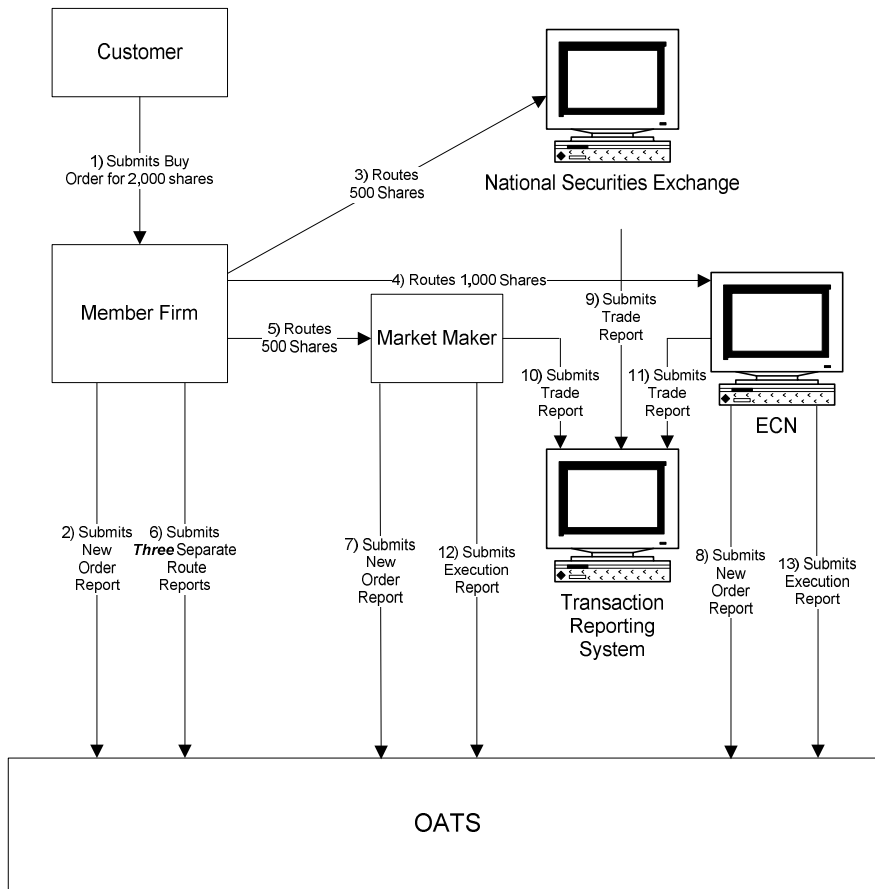 Customer
1) Submits Buy
Order for 2,000 shares
3) Routes
500 Shares
National Securities Exchange
Member Firm
4) Routes 1,000 Shares
5) Routes
500 Shares
Market Maker
9) Submits
Trade
Report
10) Submits
Trade
Report
11) Submits
Trade
Report
ECN
2) Submits
New
Order
Report
6) Submits
Three Separate
Route
Reports
7) Submits
New
Order
Report
12) Submits
Execution
Report
Transaction
Reporting
System
8) Submits
New
Order
Report
13) Submits
Execution
Report
OATS